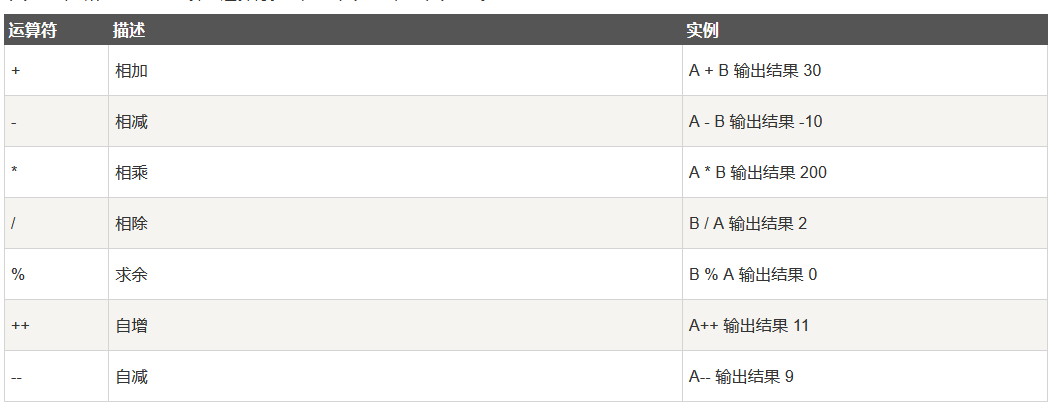 运算符 描述 实例
+ 相加 A + B 输出结果 30
- 相减 A - B 输出结果 -10
* 相乘 A * B 输出结果 200
/ 相除 B / A 输出结果 2
% 求余 B % A 输出结果 0
++ 自增 A++ 输出结果 11
-- 自减 A-- 输出结果 9